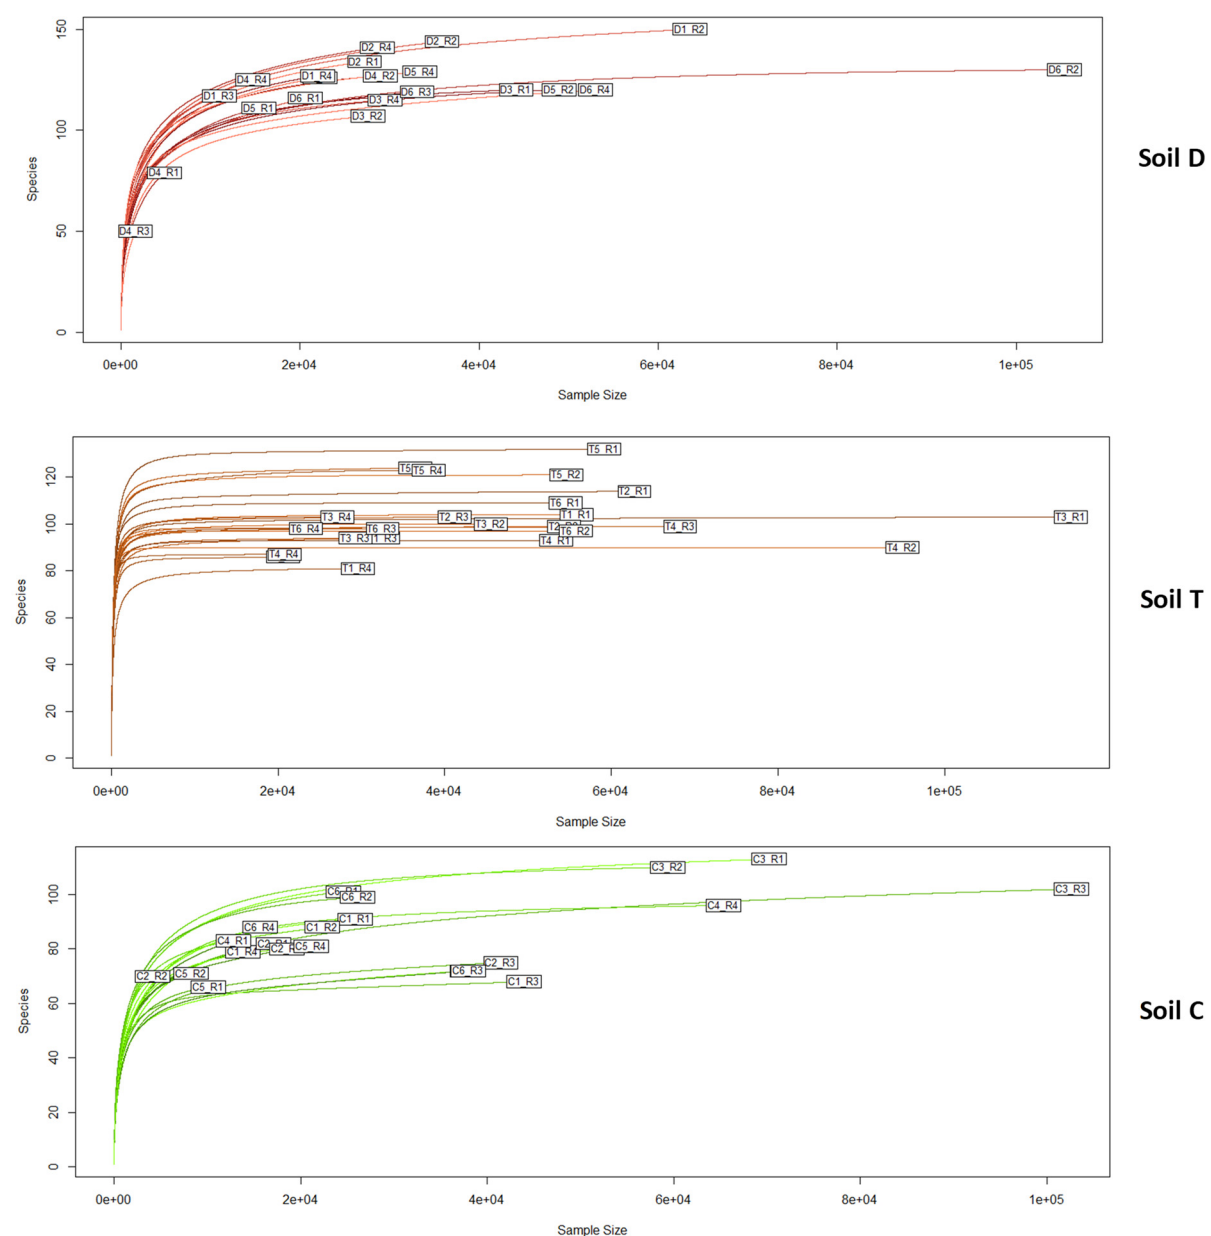 150
100
50
0
Species
D1_R2
D2_R2
D2_R4
D2_R1
D5_R4
D4_R2
D1_R4
D4_R4
D6_R2
D1_R3
D6_R1
D6_R3
D3_R1
D5_R2
D6_R4
D3_R4
D5_R1
D3_R2
D4_R1
D4_R3
Soil D
0e+00 2e+04 4e+04 6e+04 8e+04 1e+05
Sample Size
120
100
80
60
40
20
0
Species
T5_R1
T5
T5_R4
T5_R2
T2_R1
T6_R1
T1_R1
T3_R4
T2_R3
T3_R1
T3_R2
T4_R3
T6_R4
T6_R3
T6_R2
T3_R3
T4_R1
T4_R2
T4_R4
T1_R4
Soil T
0e+00 2e+04 4e+04 6e+04 8e+04 1e+05
Sample Size
100
80
60
40
20
0
Species
C3_R1
C3_R2
C3_R3
C6_R1
C6_R2
C4_R4
C1_R1
C6_R4
C1_R2
C4_R1
C5_R4
C1_R4
C2_R3
C2_R2
C5_R2
C6_R3
C5_R1
C1_R3
Soil C
0e+00 2e+04 4e+04 6e+04 8e+04 1e+05
Sample Size